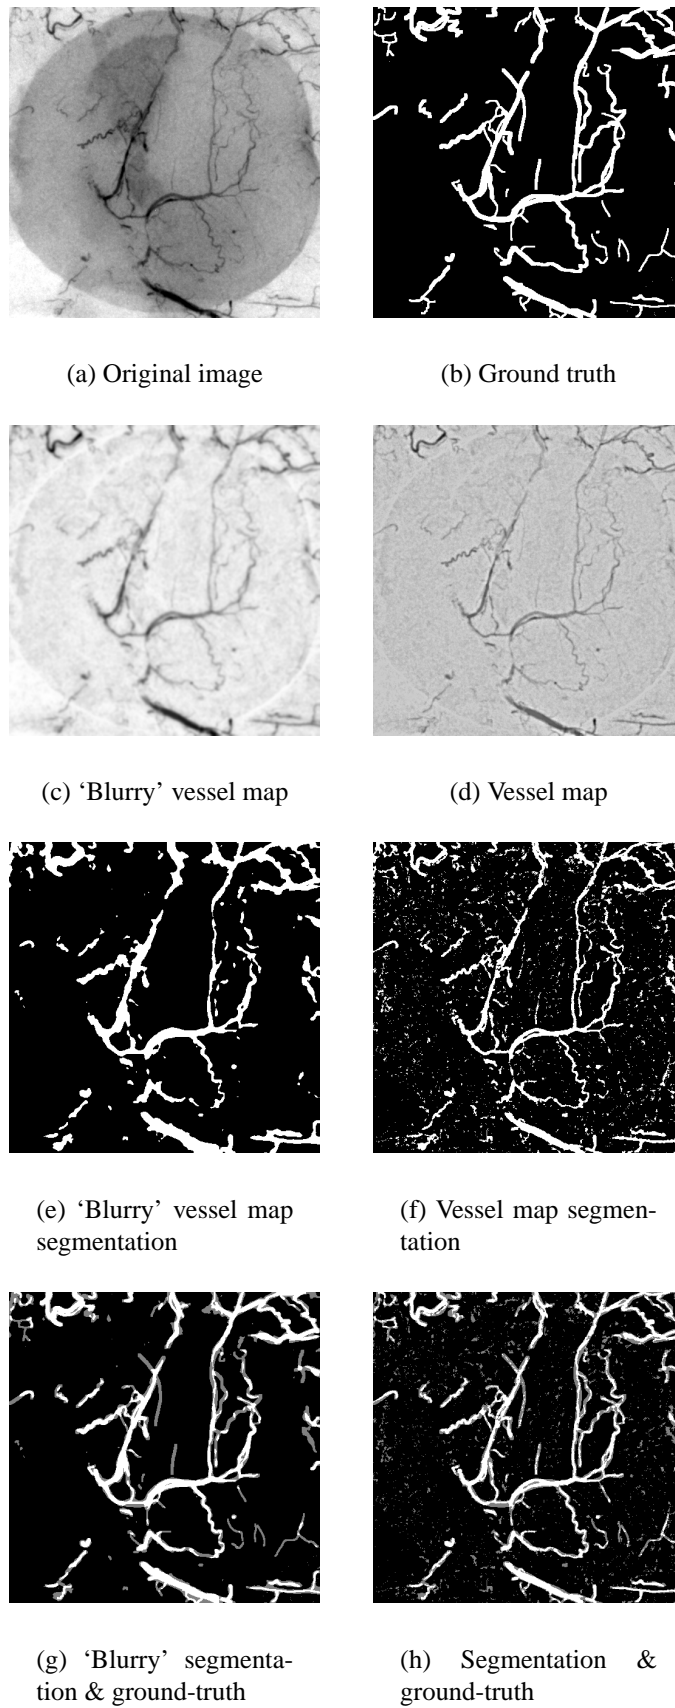 (a) Original image
(b) Ground truth
(c) ‘Blurry’ vessel map
(d) Vessel map
(e) ‘Blurry’ vessel map
segmentation
(f) Vessel map segmen-
tation
(g) ‘Blurry’ segmenta-
tion & ground-truth
(h) Segmentation &
ground-truth